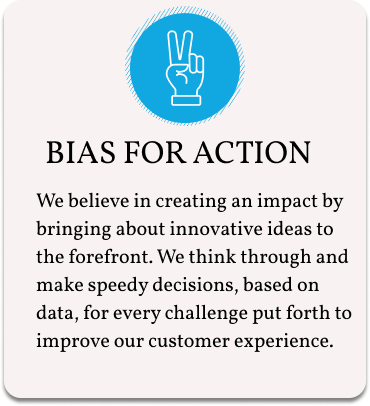 BIAS FOR ACTION
We believe in creating an impact by
bringing about innovative ideas to
the forefront. We think through and
make speedy decisions, based on
data, for every challenge put forth to
improve our customer experience.